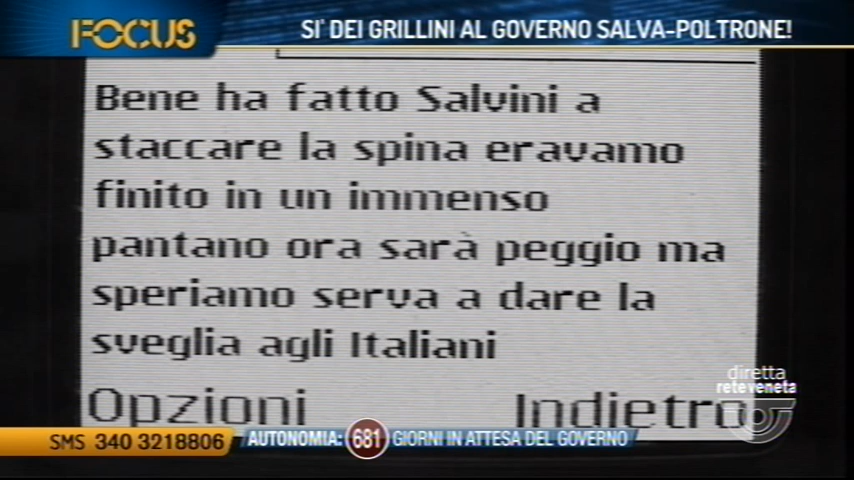 FOCUS
SI' DEI GRILLINI AL GOVERNO SALVA-POLTRONE!
Bene ha fatto Salvini a
staccare la spina eravamo
finito in un immenso
pantano ora sarà peggio ma
speriamo serva a dare la
sveglia agli Italiani
Opzioni Indietro
diretta
reteveneta
SMS 340 3218806 AUTONOMIA: 681 GIORNI IN ATTESA DEL GOVERNO